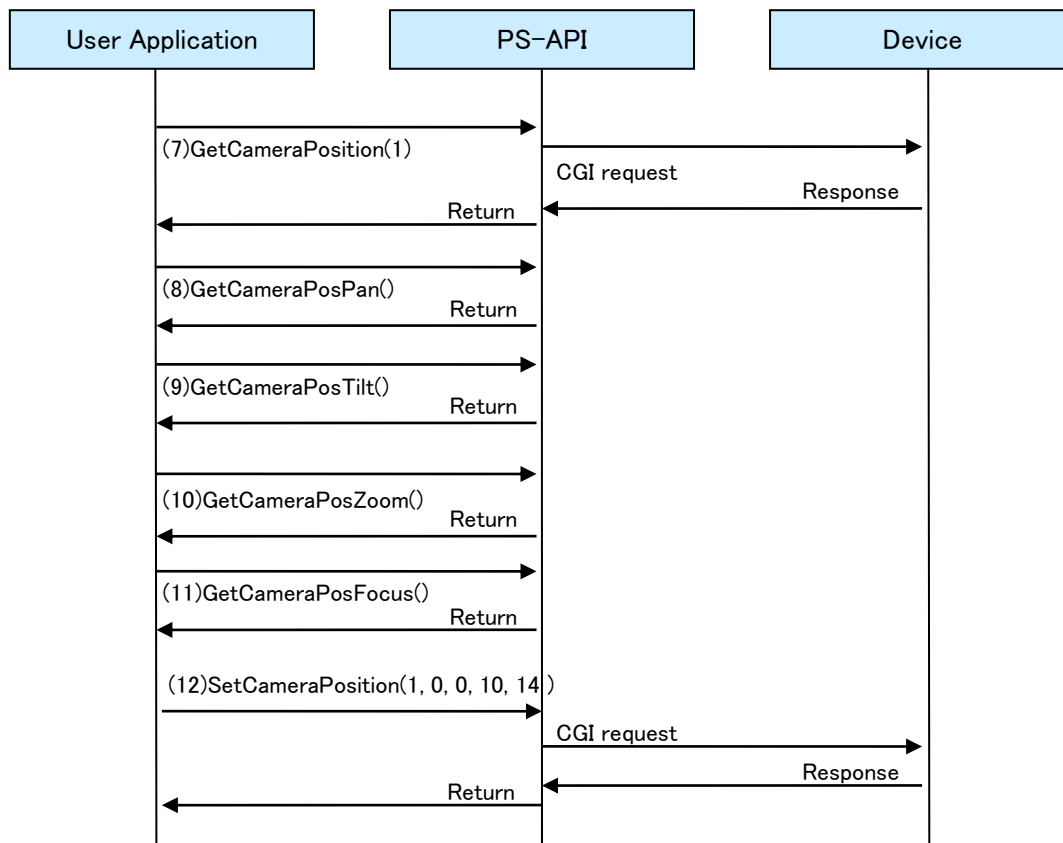 User Application
PS-API
Device
(7)GetCameraPosition(1)
CGI request
Response
Return
(8)GetCameraPosPan()
Return
(9)GetCameraPosTilt()
Return
(10)GetCameraPosZoom()
Return
(11)GetCameraPosFocus()
Return
(12)SetCameraPosition(1, 0, 0, 10, 14 )
CGI request
Response
Return